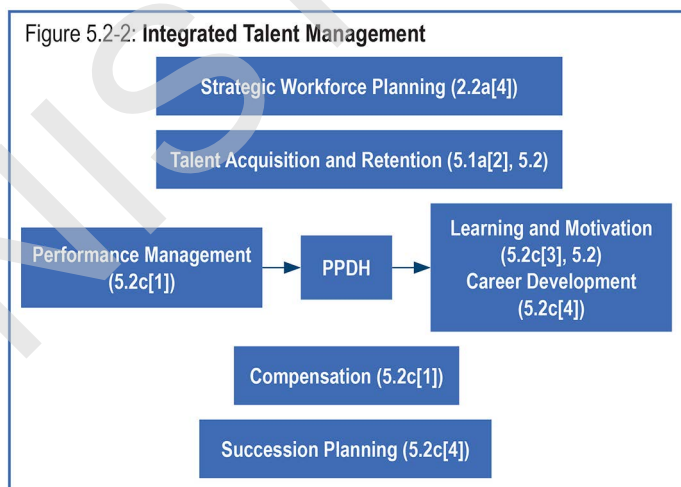 Figure 5.2-2: Integrated Talent Management
Strategic Workforce Planning (2.2a[4])
Talent Acquisition and Retention (5.1a[2], 5.2)
Performance Management
(5.2c[1])
PPDH
Learning and Motivation
(5.2c[3], 5.2)
Career Development
(5.2c[4])
Compensation (5.2c[1])
Succession Planning (5.2c[4])
NIST